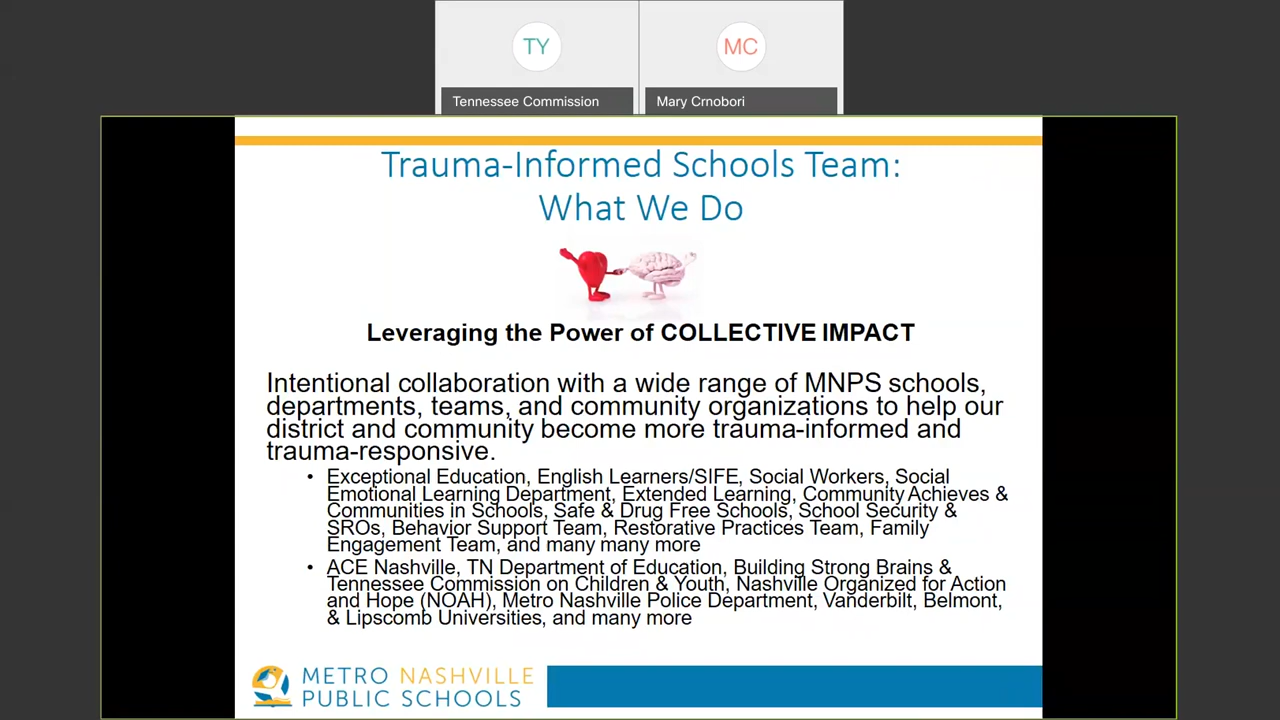 TY
MC
Tennessee Commission
Mary Crnobori
Trauma-Informed Schools Team:
What We Do
Leveraging the Power of COLLECTIVE IMPACT
Intentional collaboration with a wide range of MNPS schools,
departments, teams, and community organizations to help our
district and community become more trauma-informed and
trauma-responsive.
• Exceptional Education, English Learners/SIFE, Social Workers, Social
Emotional Learning Department, Extended Learning, Community Achieves &
Communities in Schools, Safe & Drug Free Schools, School Security &
SROs, Behavior Support Team, Restorative Practices Team, Family
Engagement Team, and many many more
• ACE Nashville, TN Department of Education, Building Strong Brains &
Tennessee Commission on Children & Youth, Nashville Organized for Action
and Hope (NOAH), Metro Nashville Police Department, Vanderbilt, Belmont,
& Lipscomb Universities, and many more
METRO NASHVILLE
PUBLIC SCHOOLS